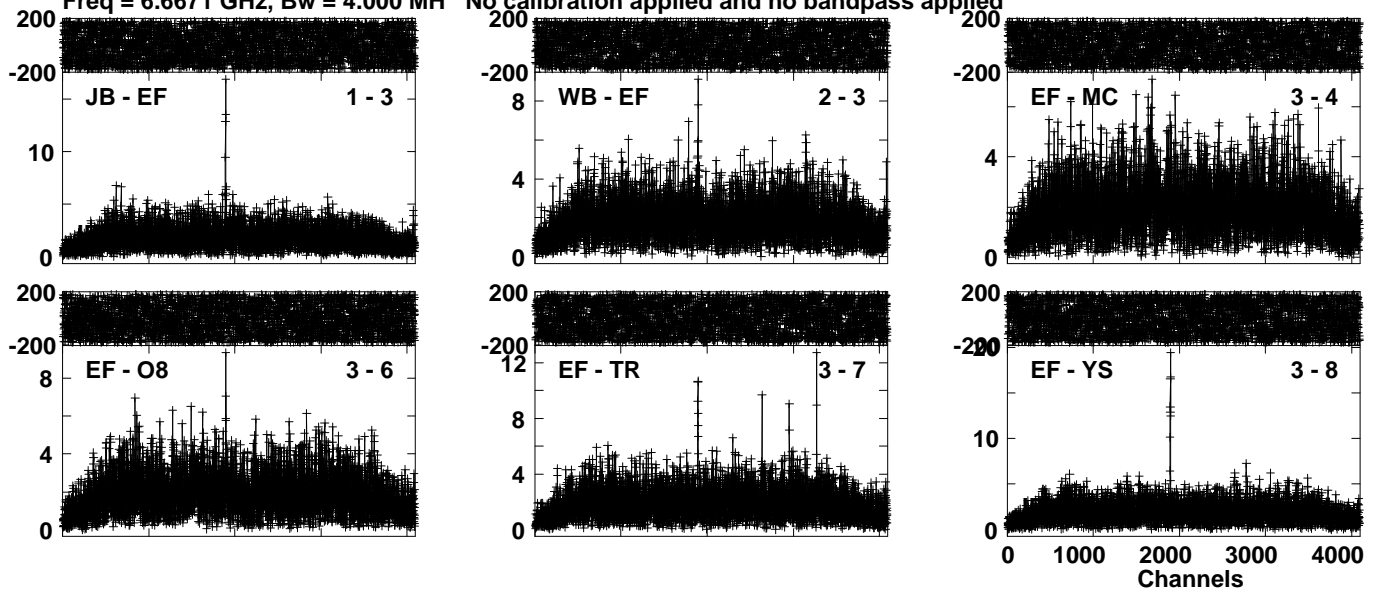 Freq = 6.6671 GHz, Bw = 4.000 MH No calibration applied and no bandpass applied
200 200 200
-200 -200 -200
JB - EF 1 - 3 WB - EF 2 - 3 EF - MC 3 - 4
10 8 4
0 4 0
0
200 200 200
-200 -200 -200 20
EF - O8 3 - 6 EF - TR 3 - 7 EF - YS 3 - 8
8 12 10
4 8 0
0 4
0
0 1000 2000 3000 4000
Channels